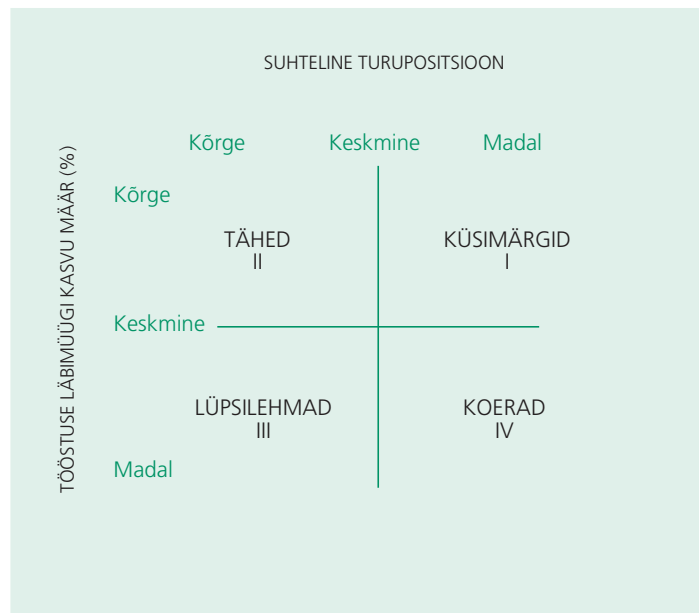 SUHTELINE TURUPOSITSIOON
Kõrge Keskmine Madal
TÖÖSTUSE LÄBIMÜÜGI KASVU MÄÄR (%)
Kõrge
TÄHED KÜSIMÄRGID
II I
Keskmine
LÜPSILEHMAD KOERAD
III IV
Madal